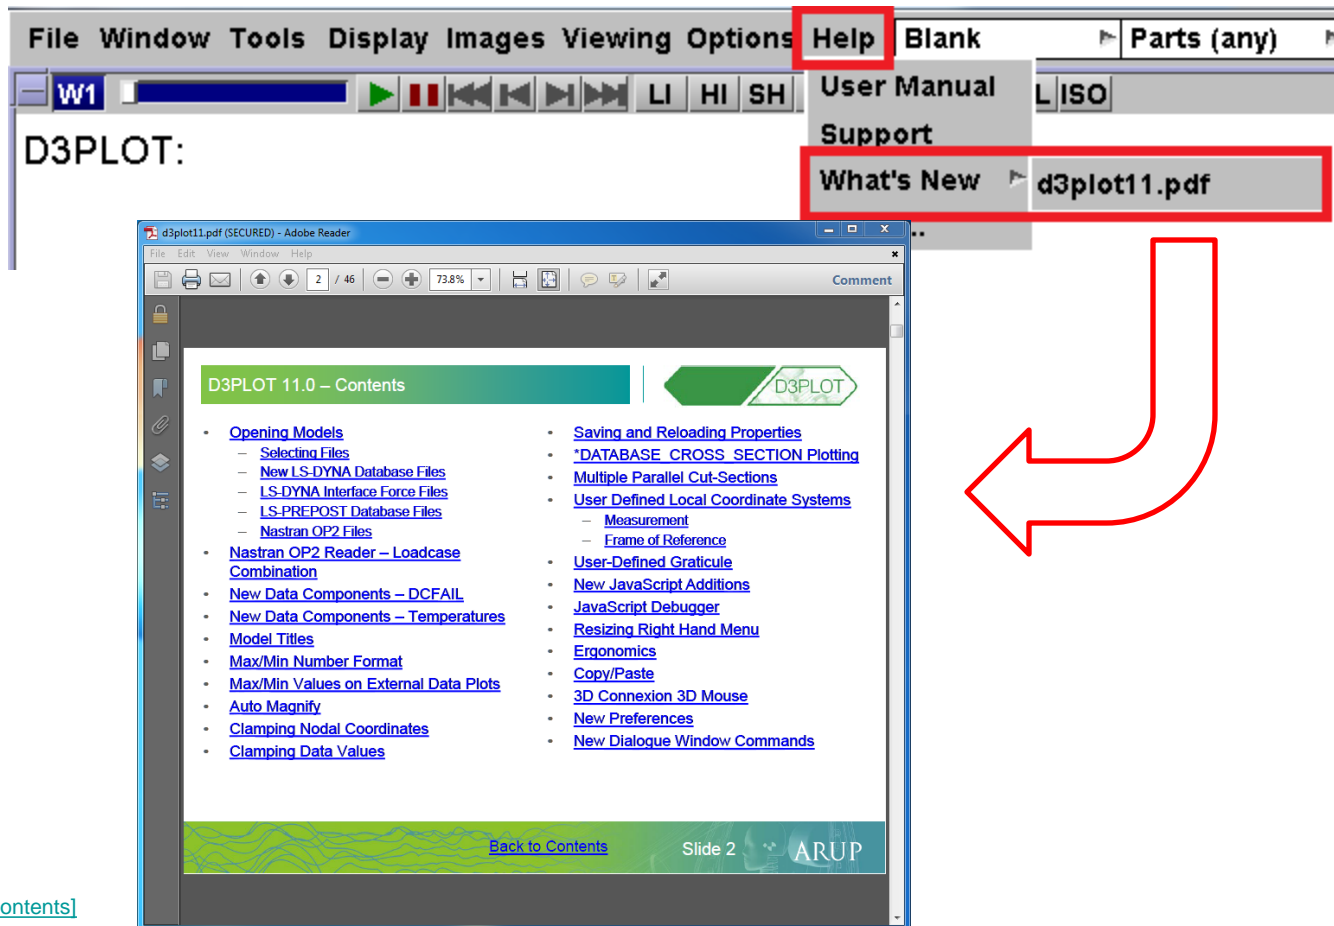 File Window Tools Display Images Viewing Options Help Blank Parts (any)
W1 LI HI SH L ISO
User Manual
D3PLOT:
Support
What's New d3plot11.pdf
..
d3plot11.pdf (SECURED) - Adobe Reader
File Edit View Window Help
2 / 46 73.8% Comment
D3PLOT 11.0 – Contents
D3PLOT
• Opening Models
– Selecting Files
– New LS-DYNA Database Files
– LS-DYNA Interface Force Files
– LS-PREPOST Database Files
– Nastran OP2 Files
• Nastran OP2 Reader – Loadcase
Combination
• New Data Components – DCFAIL
• New Data Components – Temperatures
• Model Titles
• Max/Min Number Format
• Max/Min Values on External Data Plots
• Auto Magnify
• Clamping Nodal Coordinates
• Clamping Data Values
• Saving and Reloading Properties
• *DATABASE_CROSS_SECTION Plotting
• Multiple Parallel Cut-Sections
• User Defined Local Coordinate Systems
– Measurement
– Frame of Reference
• User-Defined Graticule
• New JavaScript Additions
• JavaScript Debugger
• Resizing Right Hand Menu
• Ergonomics
• Copy/Paste
• 3D Connexion 3D Mouse
• New Preferences
• New Dialogue Window Commands
Back to Contents Slide 2 ARUP
ontents]